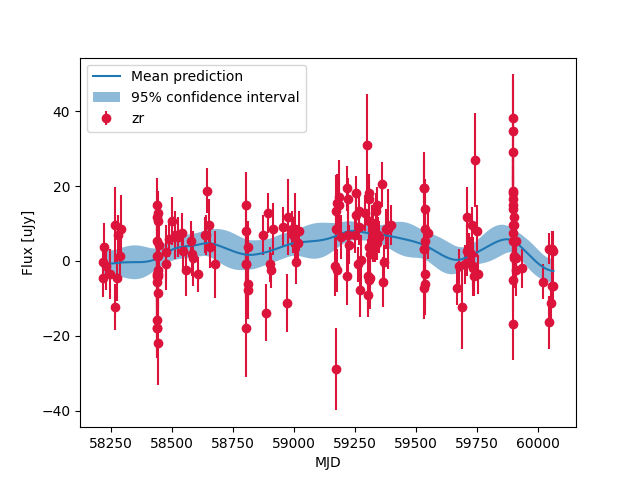 Mean prediction
95% confidence interval
zr
Flux [uJy]
40
20
0
−20
−40
58250 58500 58750 59000 59250 59500 59750 60000
MJD